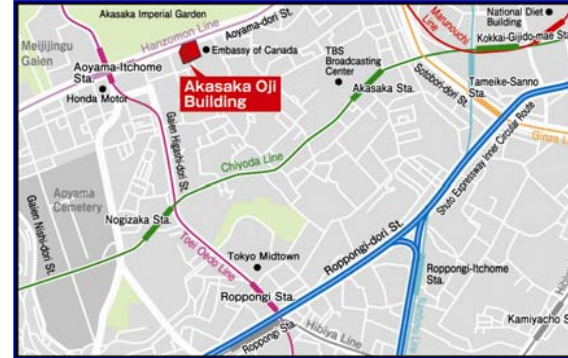 Akasaka Imperial Garden
Meijijingu
Gaien
Hanzomon Line
Aoyama-dori St.
Embassy of Canada
Aoyama-Itchome
Sta.
Honda Motor
Akasaka Oji
Building
TBS
Broadcasting
Center
Akasaka Sta.
Marunouchi
Line
National Diet
Building
Kokkai-Gijido-mae Sta.
Sotobori-dori St.
Tameike-Sanno
Sta.
Ginza Line
Shuto Expressway Inner Circular Route
Gaien Higashi-dori St.
Chiyoda Line
Aoyama
Cemetery
Gaien Nishi-dori St.
Nogizaka Sta.
Toei Oedo Line
Tokyo Midtown
Roppongi Sta.
Roppongi-dori St.
Roppongi-Itchome
Sta.
Namboku Line
Roppongi Sta.
Hibiya Line
Kamiyacho S